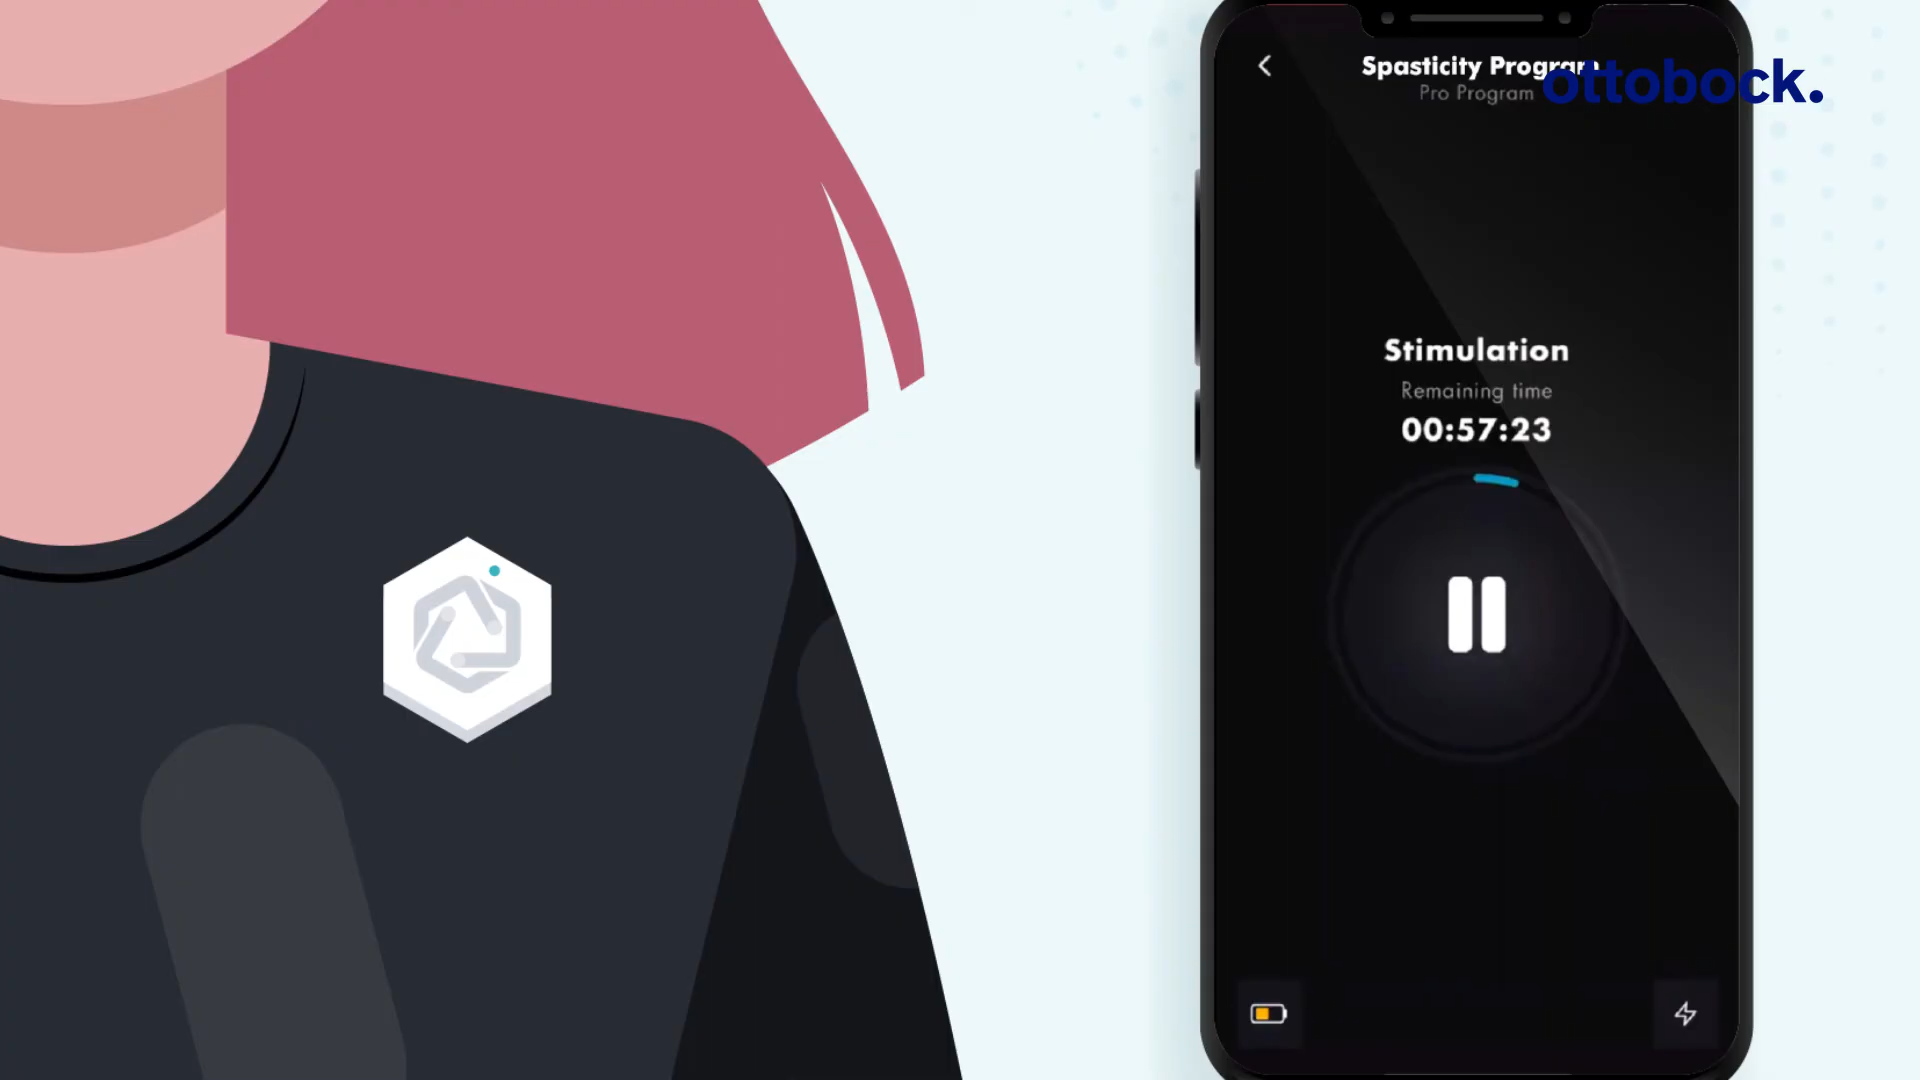 Spasticity Program
Pro Program
ottobock.
Stimulation
Remaining time
00:57:23